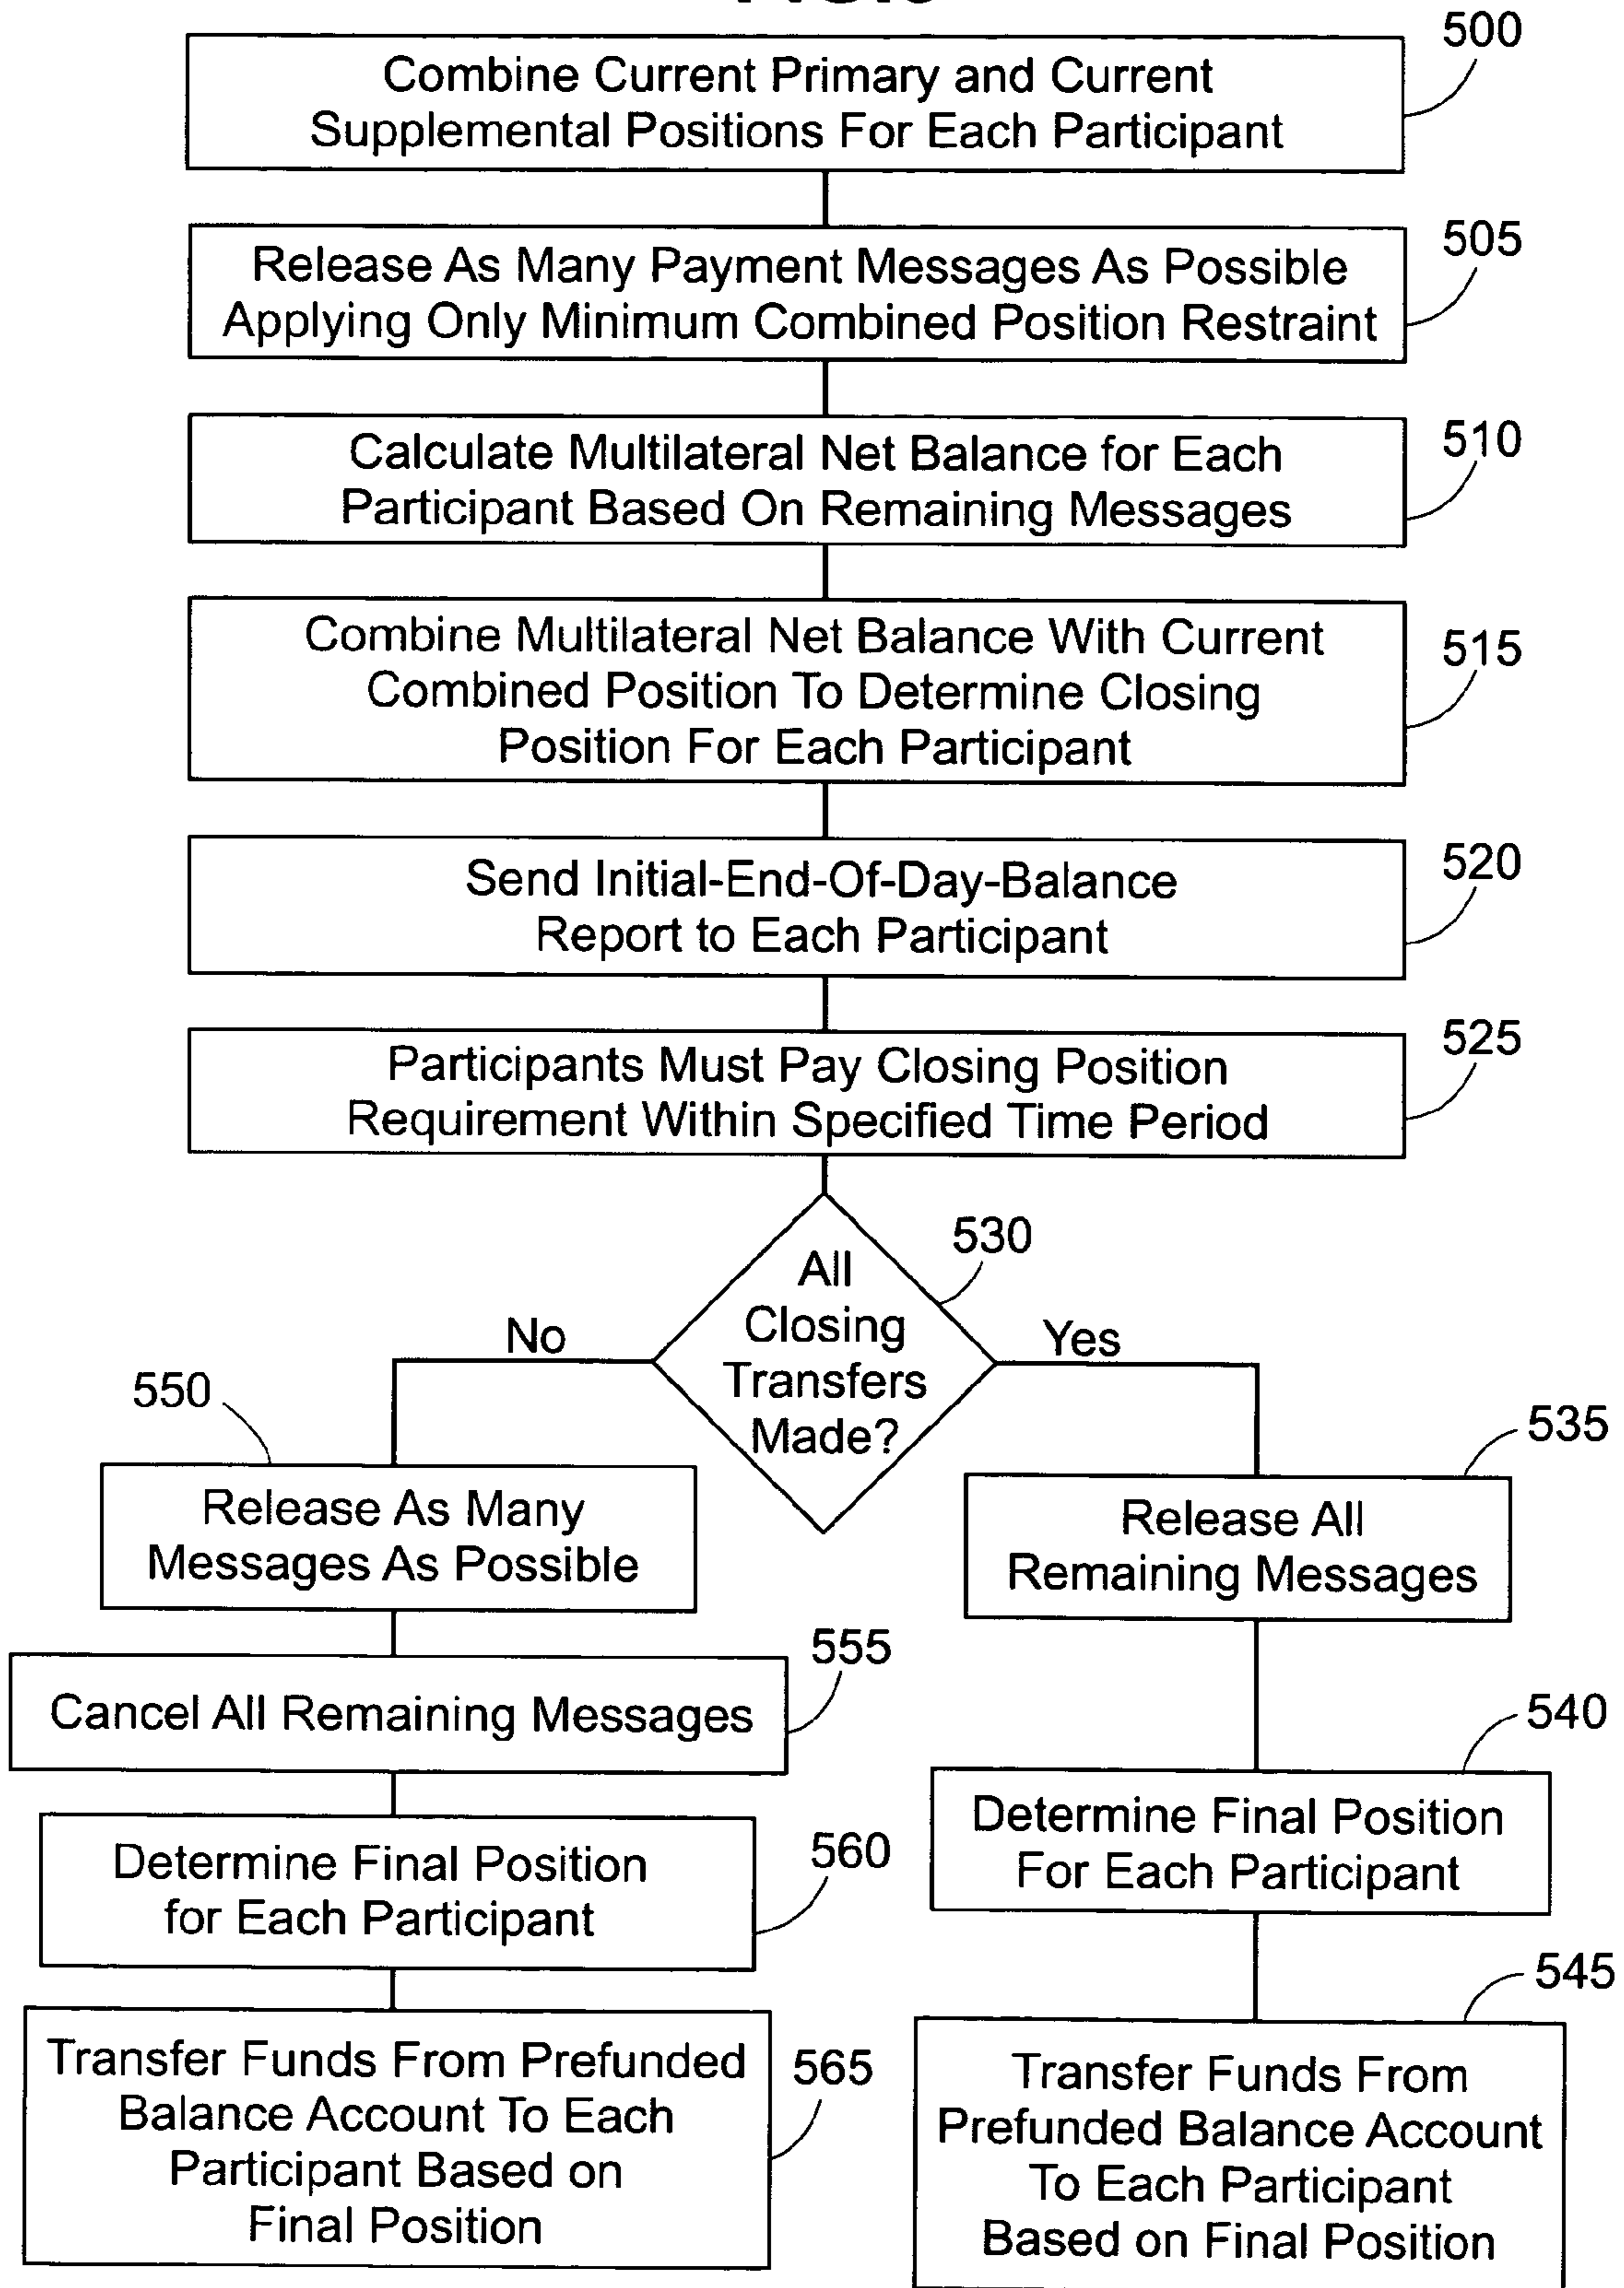 500
Combine Current Primary and Current
Supplemental Positions For Each Participant
505
Release As Many Payment Messages As Possible
Applying Only Minimum Combined Position Restraint
510
Calculate Multilateral Net Balance for Each
Participant Based On Remaining Messages
515
Combine Multilateral Net Balance With Current
Combined Position To Determine Closing
Position For Each Participant
520
Send Initial-End-Of-Day-Balance
Report to Each Participant
525
Participants Must Pay Closing Position
Requirement Within Specified Time Period
530
All
Closing
Transfers
Made?
No
Yes
550
Release As Many
Messages As Possible
535
Release All
Remaining Messages
555
Cancel All Remaining Messages
540
Determine Final Position
For Each Participant
560
Determine Final Position
for Each Participant
545
Transfer Funds From
Prefunded Balance Account
To Each Participant
Based on Final Position
565
Transfer Funds From Prefunded
Balance Account To Each
Participant Based on
Final Position